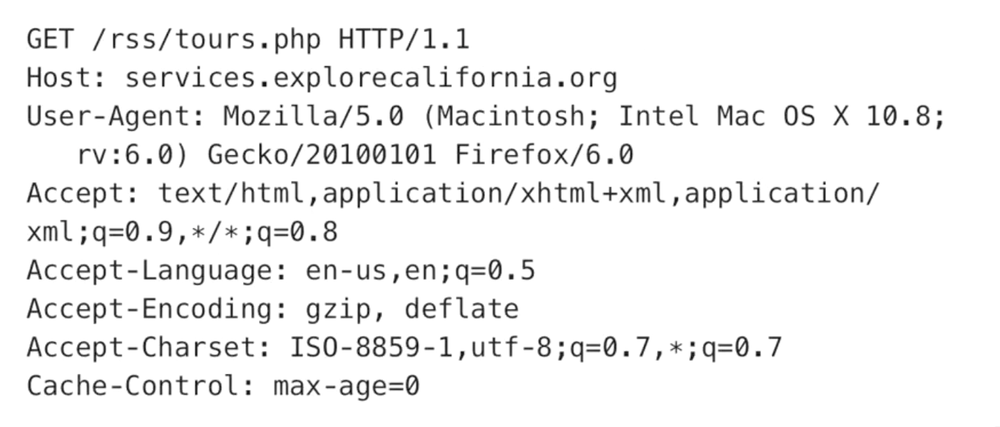 GET /rss/tours.php HTTP/1.1
Host: services.explorecalifornia.org
User-Agent: Mozilla/5.0 (Macintosh; Intel Mac OS X 10.8;
rv:6.0) Gecko/20100101 Firefox/6.0
Accept: text/html,application/xhtml+xml,application/
xml;q=0.9,*/*;q=0.8
Accept-Language: en-us,en;q=0.5
Accept-Encoding: gzip, deflate
Accept-Charset: ISO-8859-1,utf-8;q=0.7,*;q=0.7
Cache-Control: max-age=0